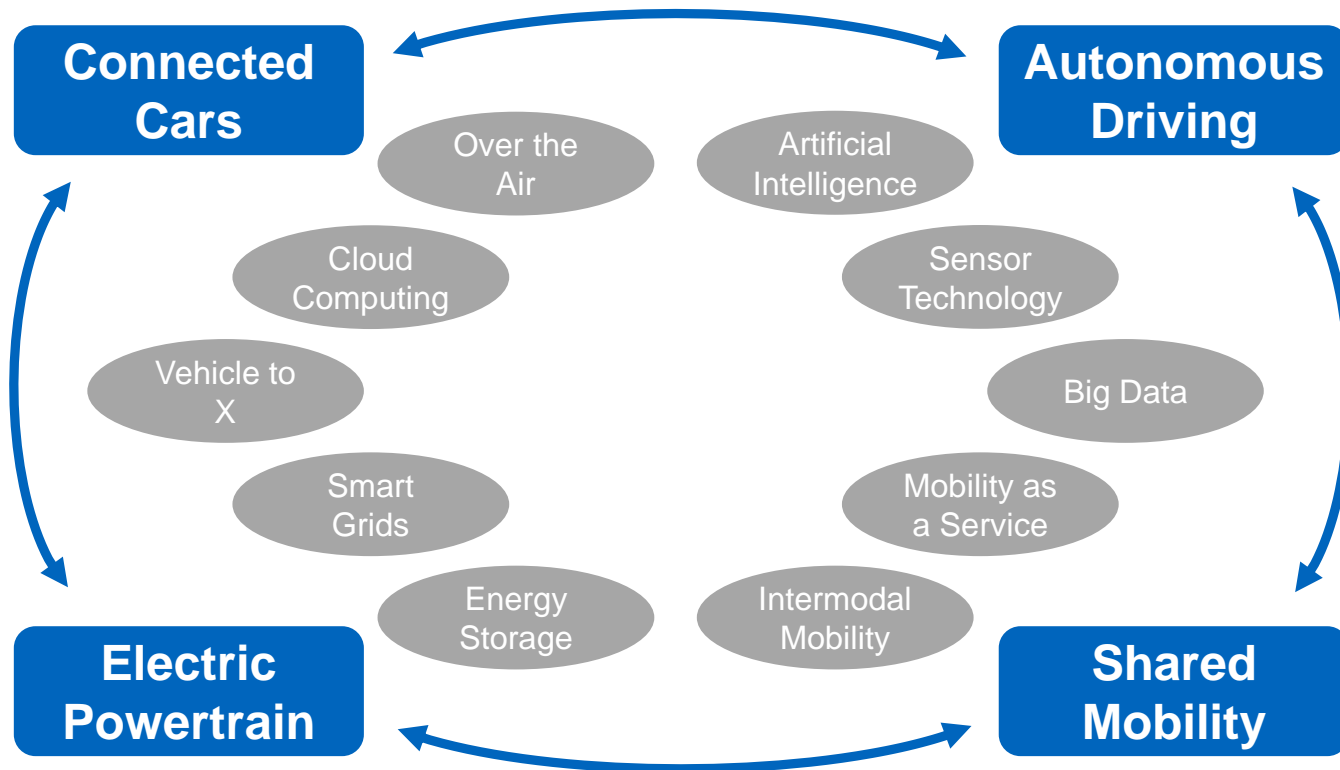 Connected
Cars
Autonomous
Driving
Over the
Air
Artificial
Intelligence
Cloud
Computing
Sensor
Technology
Vehicle to
X
Big Data
Smart
Grids
Mobility as
a Service
Energy
Storage
Intermodal
Mobility
Electric
Powertrain
Shared
Mobility